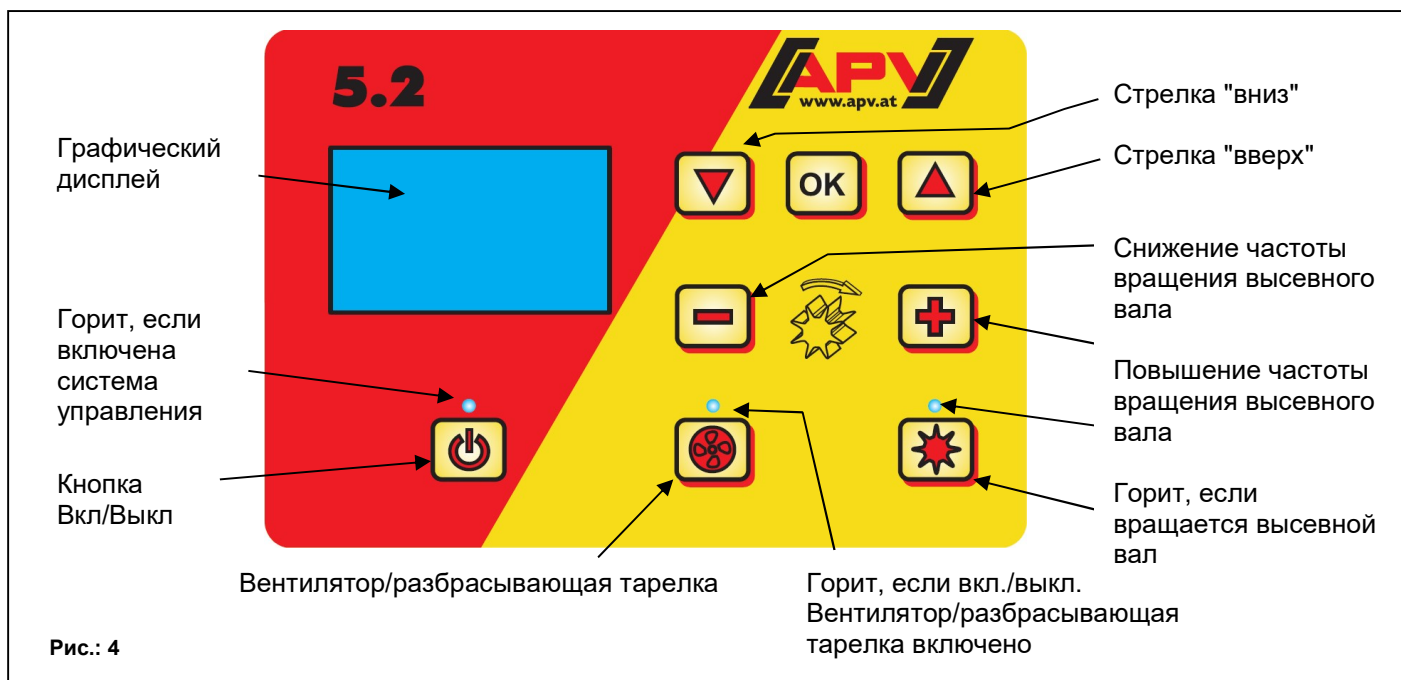 5.2
APV
www.apv.at
Графический
дисплей
Горит, если
включена
система
управления
Кнопка
Вкл/Выкл
OK
Стрелка "вниз"
Стрелка "вверх"
Снижение частоты
вращения высевного
вала
Повышение частоты
вращения высевного
вала
Горит, если
вращается высевной
вал
Вентилятор/разбрасывающая тарелка
Горит, если вкл./выкл.
Вентилятор/разбрасывающая
тарелка включено
Рис.: 4